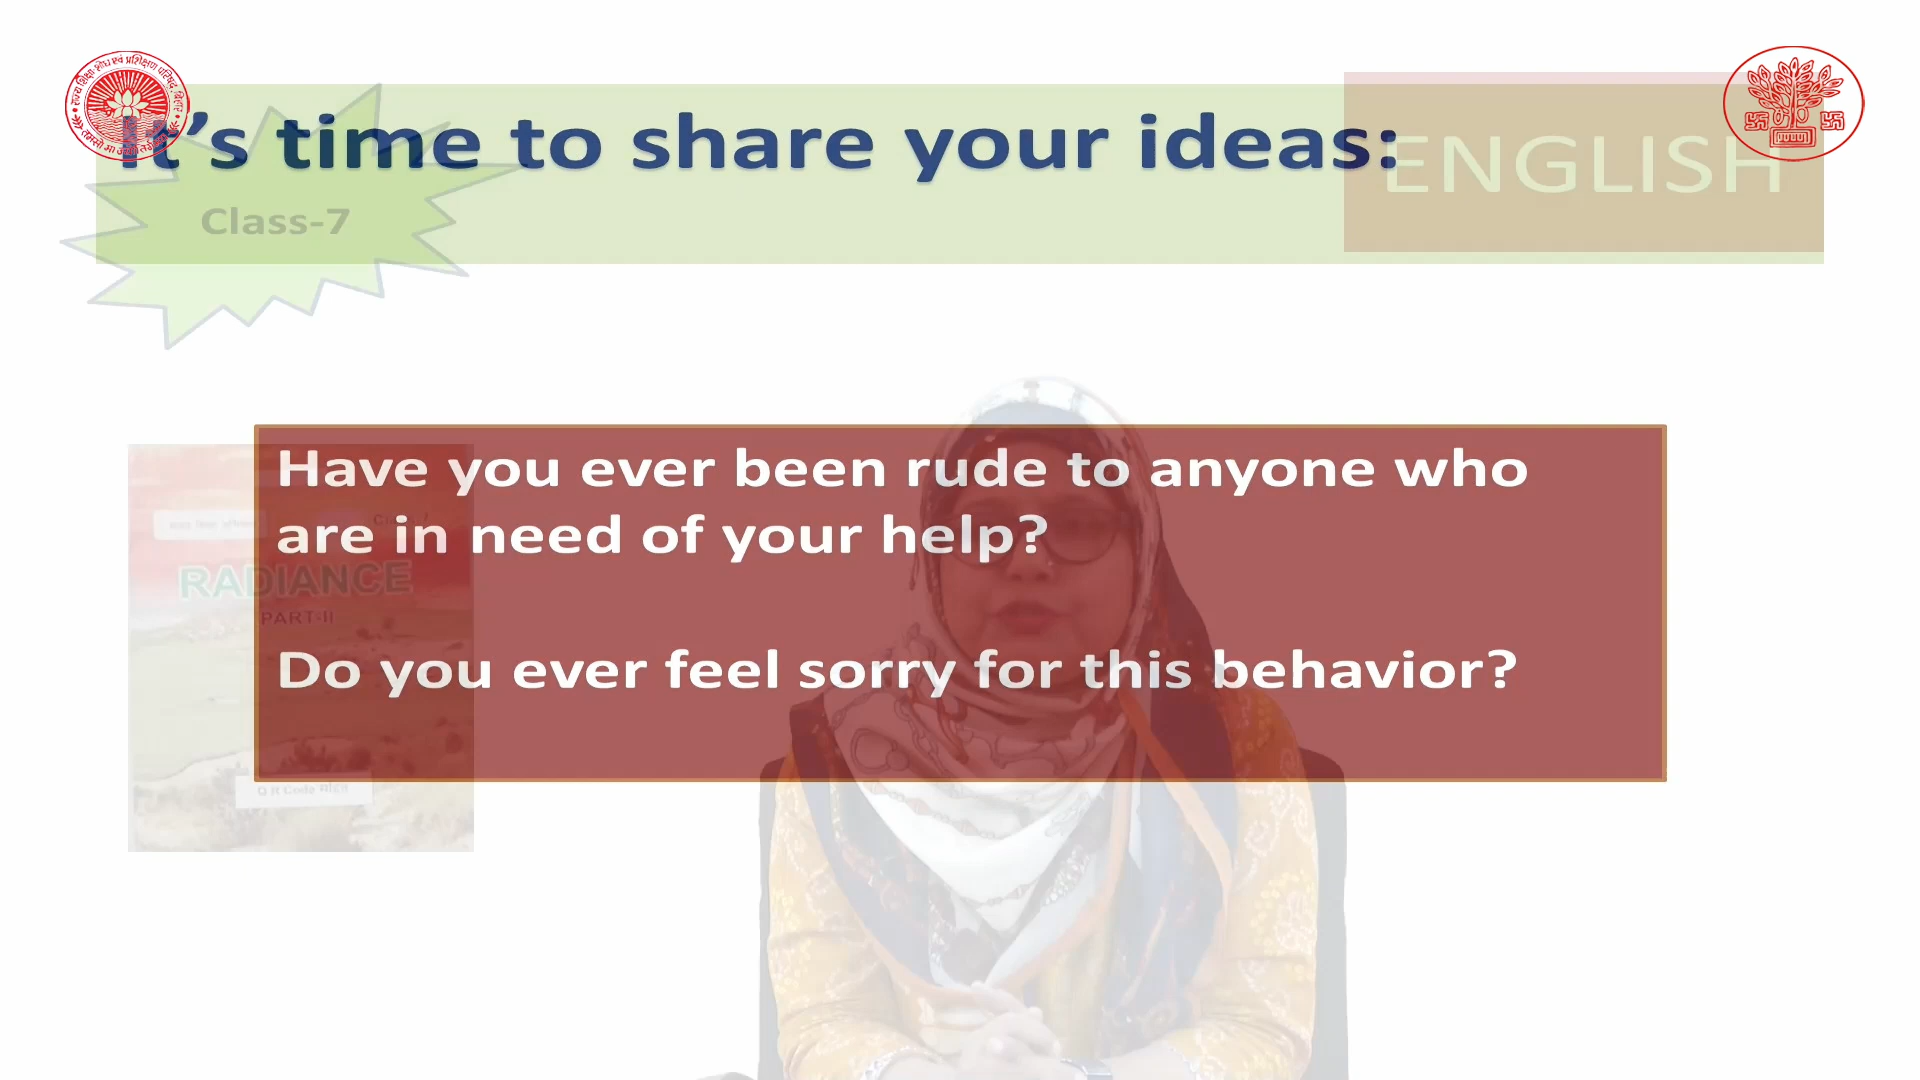 It's time to share your ideas:
ENGLISH
Class-7
Have you ever been rude to anyone who
are in need of your help?
Do you ever feel sorry for this behavior?
RADIANCE
PART-II
Q R Code